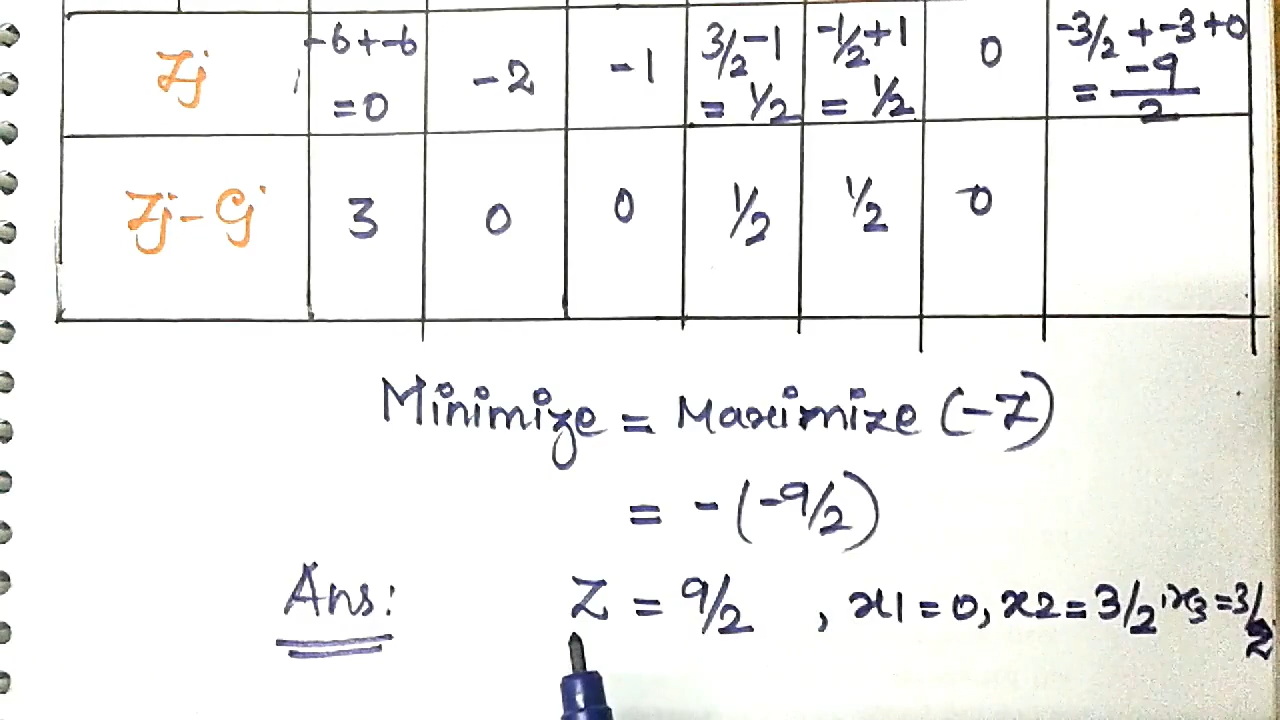 Zj -6+-6 =0 -2 -1 3/2-1 = 1/2 -1/2+1 = 1/2 0 -3/2 + -3+0 = -9/2
Zj-Cj 3 0 0 1/2 1/2 0
Minimize = Maximize (-Z)
= -(-9/2)
Ans: Z = 9/2 , x1=0, x2=3/2, x3=3/2